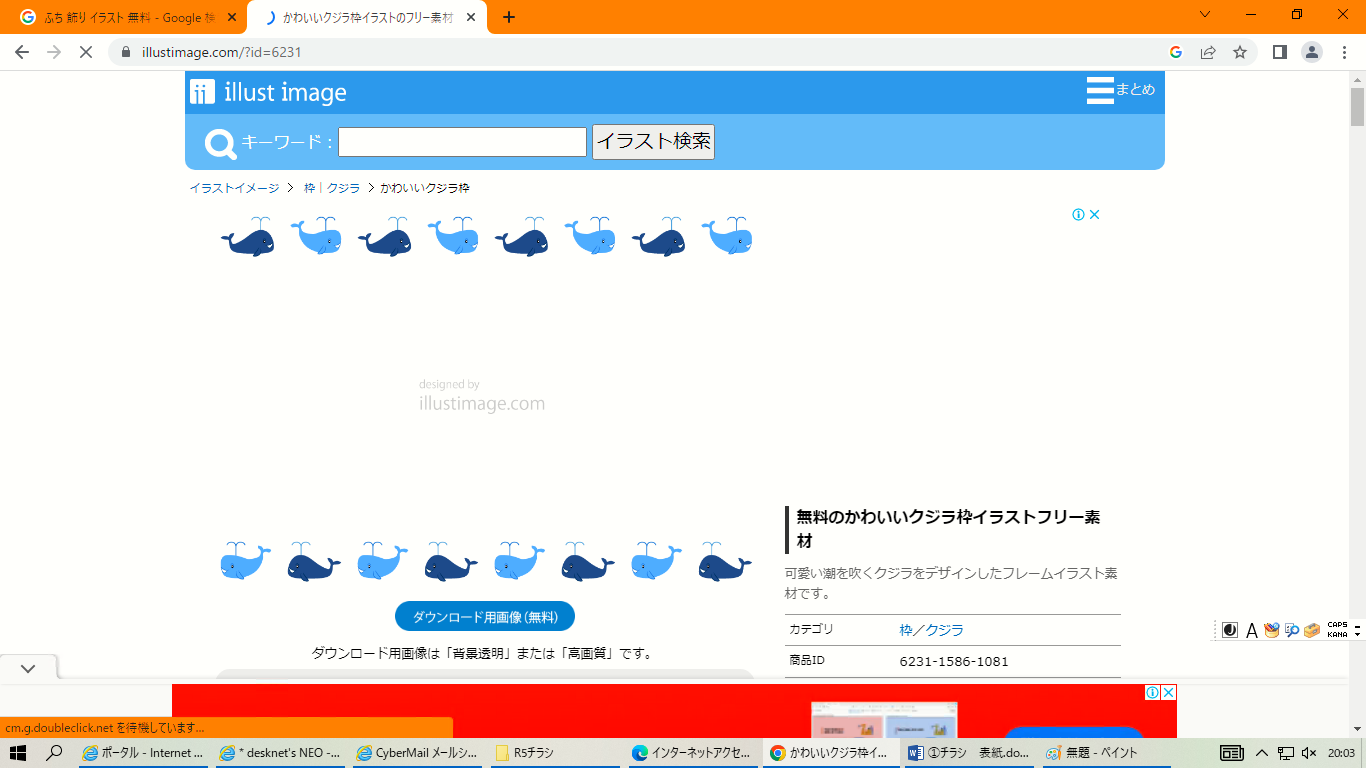 ふち 飾り イラスト 無料 - Google 検
かわいいクジラ枠イラストのフリー素材
illustimage.com/?id=6231
illust image
まとめ
キーワード：
イラスト検索
イラストイメージ > 枠｜クジラ > かわいいクジラ枠
designed by
illustimage.com
無料のかわいいクジラ枠イラストフリー素
材
可愛い潮を吹くクジラをデザインしたフレームイラスト素
材です。
カテゴリ 枠／クジラ
商品ID 6231-1586-1081
ダウンロード用画像（無料）
ダウンロード用画像は「背景透明」または「高画質」です。
A
CAPS
KANA
cm.g.doubleclick.net を待機しています...
ポータル - Internet ...
* desknet's NEO -...
CyberMail メールシ...
R5チラシ
インターネットアクセ...
かわいいクジラ枠イ...
①チラシ 表紙.do...
無題 - ペイント
20:03